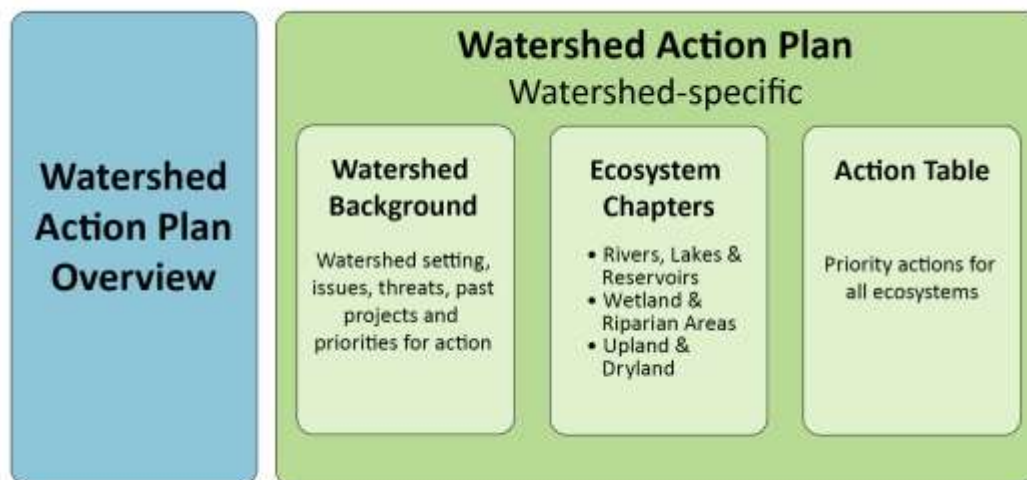 Watershed
Action Plan
Overview
Watershed Action Plan
Watershed-specific
Watershed
Background
Watershed setting,
issues, threats, past
projects and
priorities for action
Ecosystem
Chapters
• Rivers, Lakes &
Reservoirs
• Wetland &
Riparian Areas
• Upland &
Dryland
Action Table
Priority actions for
all ecosystems